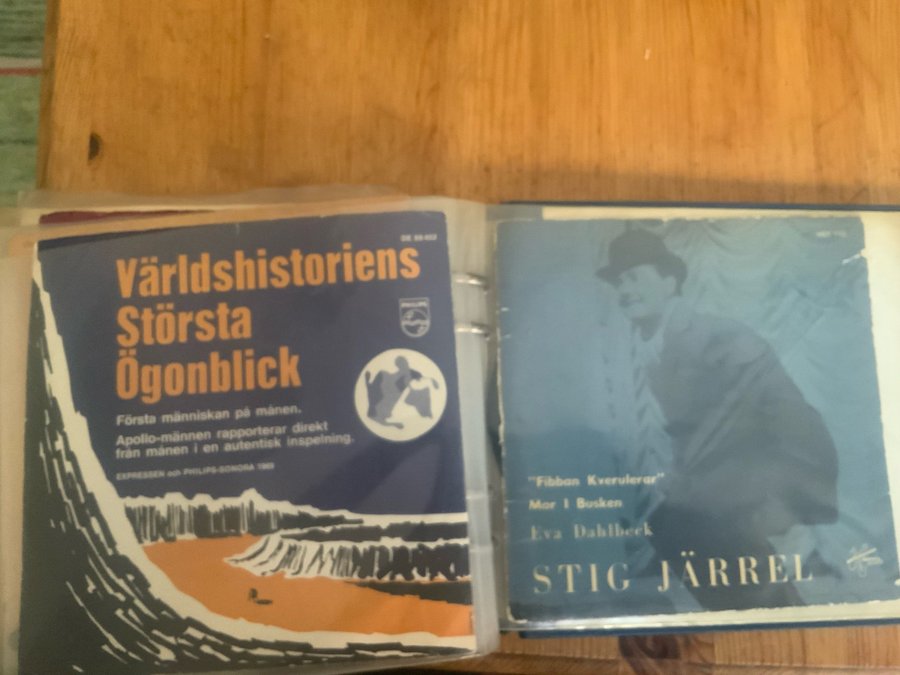 Världshistoriens
Största
Ögonblick
PHILIPS
Första människan på månen.
Apollo-männen rapporterar direkt
från månen i en autentisk inspelning.
EXPRESSEN och PHILIPS-SONORA 1969
"Fibban Kverulerar"
Mor I Busken
Eva Dahlbeck
STIG JÄRREL